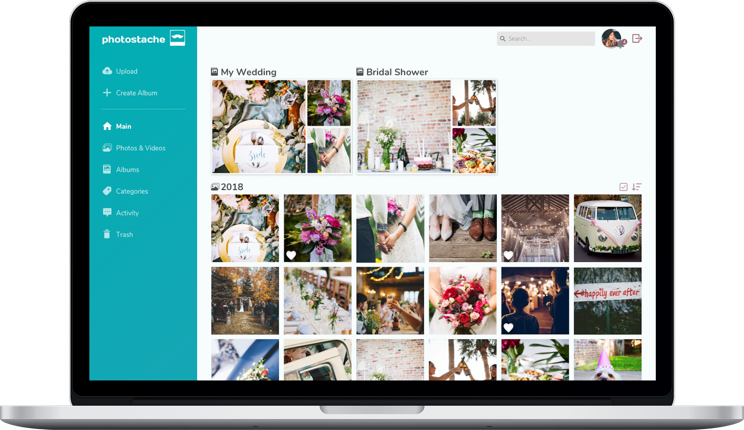 photostache
Search...
Upload
Create Album
Main
Photos & Videos
Albums
Categories
Activity
Trash
My Wedding
Bridal Shower
Bride
2018
happily ever after